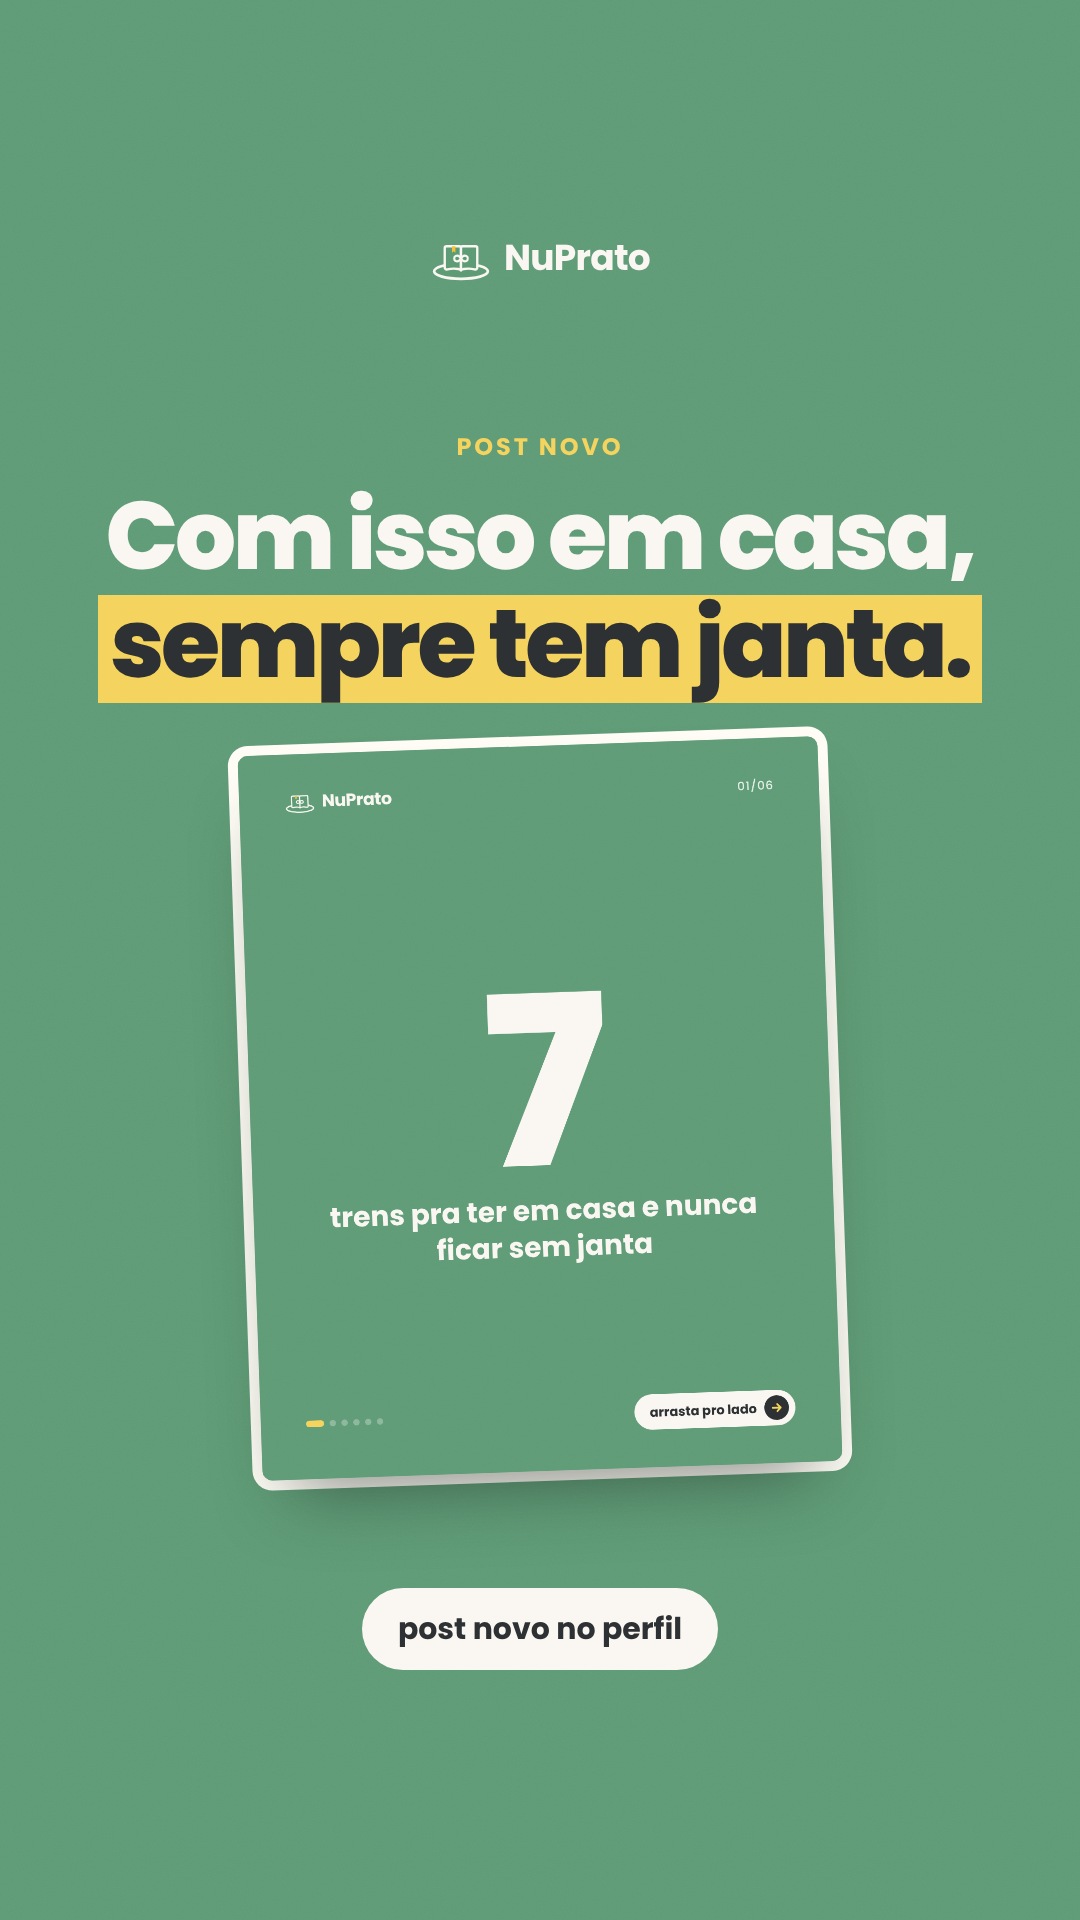 NuPrato
POST NOVO
Com isso em casa,
sempre tem janta.
NuPrato
01/06
7
trens pra ter em casa e nunca
ficar sem janta
arrasta pro lado
post novo no perfil